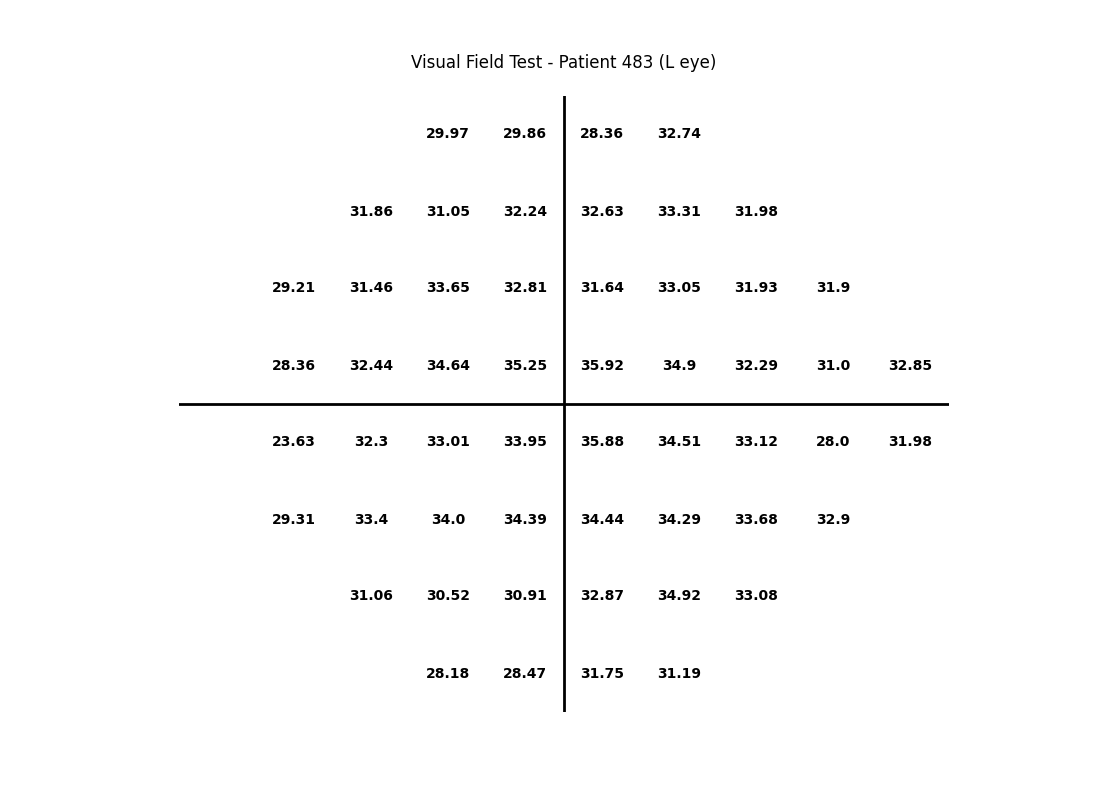 Visual Field Test - Patient 483 (L eye)
29.97 29.86 28.36 32.74
31.86 31.05 32.24 32.63 33.31 31.98
29.21 31.46 33.65 32.81 31.64 33.05 31.93 31.9
28.36 32.44 34.64 35.25 35.92 34.9 32.29 31.0 32.85
23.63 32.3 33.01 33.95 35.88 34.51 33.12 28.0 31.98
29.31 33.4 34.0 34.39 34.44 34.29 33.68 32.9
31.06 30.52 30.91 32.87 34.92 33.08
28.18 28.47 31.75 31.19